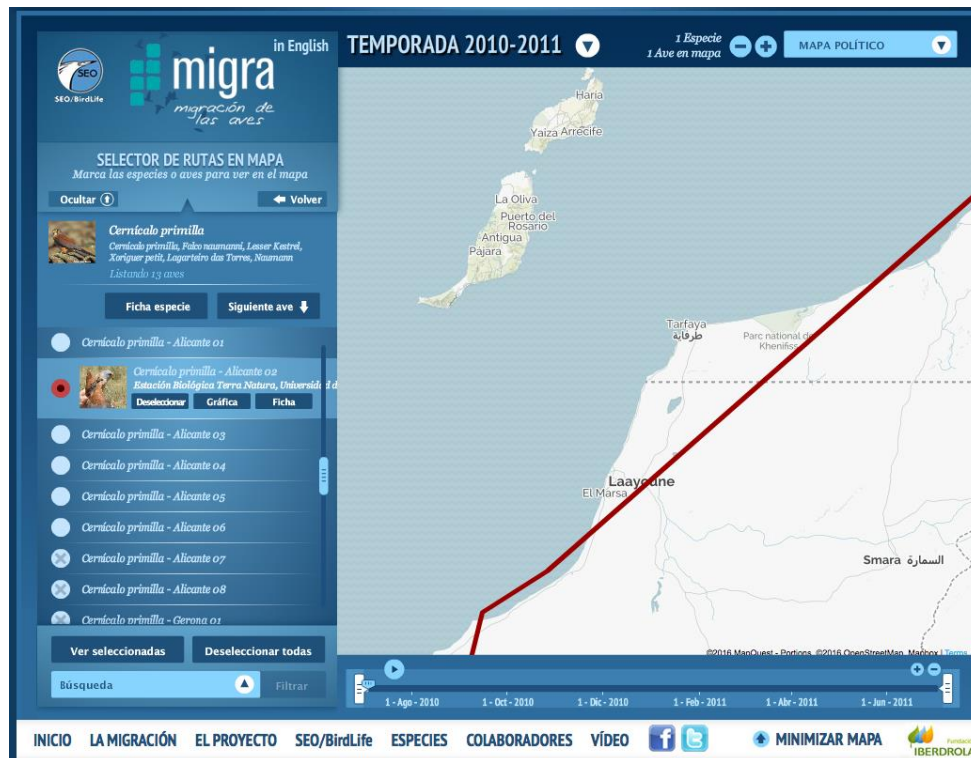 in English
SEO
SEO/BirdLife
migra
migración de
las aves
SELECTOR DE RUTAS EN MAPA
Marca las especies o aves para ver en el mapa
Ocultar
Volver
Cernícalo primilla
Cernícalo primilla, Falco naumanni, Lesser Kestrel,
Xoriguer petit, Lagarteiro das Torres, Naumann
Listando 13 aves
Ficha especie
Siguiente ave
Cernícalo primilla - Alicante 01
Cernícalo primilla - Alicante 02
Estación Biológica Terra Natura, Universidad d
Deseleccionar Gráfica Ficha
Cernícalo primilla - Alicante 03
Cernícalo primilla - Alicante 04
Cernícalo primilla - Alicante 05
Cernícalo primilla - Alicante 06
Cernícalo primilla - Alicante 07
Cernícalo primilla - Alicante 08
Cernícalo primilla - Gerona 01
Ver seleccionadas
Deseleccionar todas
Búsqueda
Filtrar
TEMPORADA 2010-2011
1 Especie
1 Ave en mapa
MAPA POLÍTICO
Haria
Yaiza Arrecife
La Oliva
Puerto del
Rosario
Antigua
Pájara
Tarfaya
طرفاية
Parc national de
Khenifiss
Laayoune
El Marsa
Smara السمارة
©2016 MapQuest - Portions, ©2016 OpenStreetMap, Mapbox | Terms
1 - Ago - 2010
1 - Oct - 2010
1 - Dic - 2010
1 - Feb - 2011
1 - Abr - 2011
1 - Jun - 2011
INICIO LA MIGRACIÓN EL PROYECTO SEO/BirdLife ESPECIES COLABORADORES VÍDEO
MINIMIZAR MAPA
Fundación
IBERDROLA